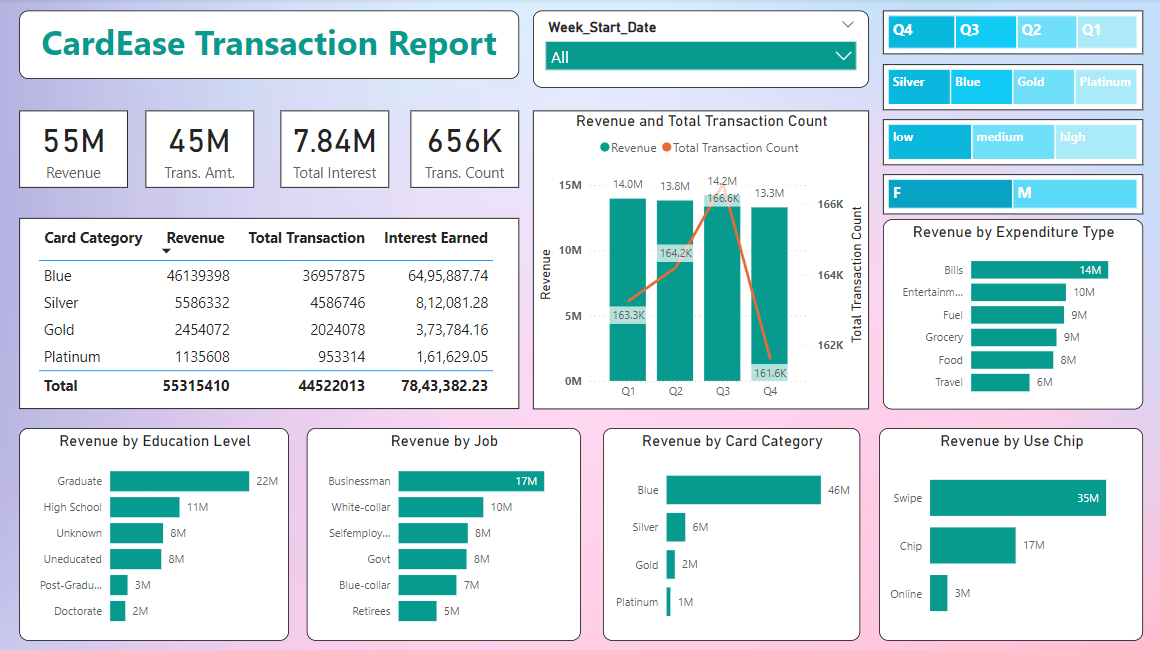 CardEase Transaction Report
Week_Start_Date
All
Q4 Q3 Q2 Q1
Silver Blue Gold Platinum
low medium high
F M
55M
Revenue
45M
Trans. Amt.
7.84M
Total Interest
656K
Trans. Count
Card Category Revenue Total Transaction Interest Earned
Blue 46139398 36957875 64,95,887.74
Silver 5586332 4586746 8,12,081.28
Gold 2454072 2024078 3,73,784.16
Platinum 1135608 953314 1,61,629.05
Total 55315410 44522013 78,43,382.23
Revenue and Total Transaction Count
Revenue Total Transaction Count
Revenue
15M
10M
5M
0M
14.0M 13.8M 14.2M 13.3M
163.3K 164.2K 166.6K 161.6K
Q1 Q2 Q3 Q4
166K
164K
162K
Total Transaction Count
Revenue by Expenditure Type
Bills 14M
Entertainm... 10M
Fuel 9M
Grocery 9M
Food 8M
Travel 6M
Revenue by Education Level
Graduate 22M
High School 11M
Unknown 8M
Uneducated 8M
Post-Gradu... 3M
Doctorate 2M
Revenue by Job
Businessman 17M
White-collar 10M
Selfemploy... 8M
Govt 8M
Blue-collar 7M
Retirees 5M
Revenue by Card Category
Blue 46M
Silver 6M
Gold 2M
Platinum 1M
Revenue by Use Chip
Swipe 35M
Chip 17M
Online 3M